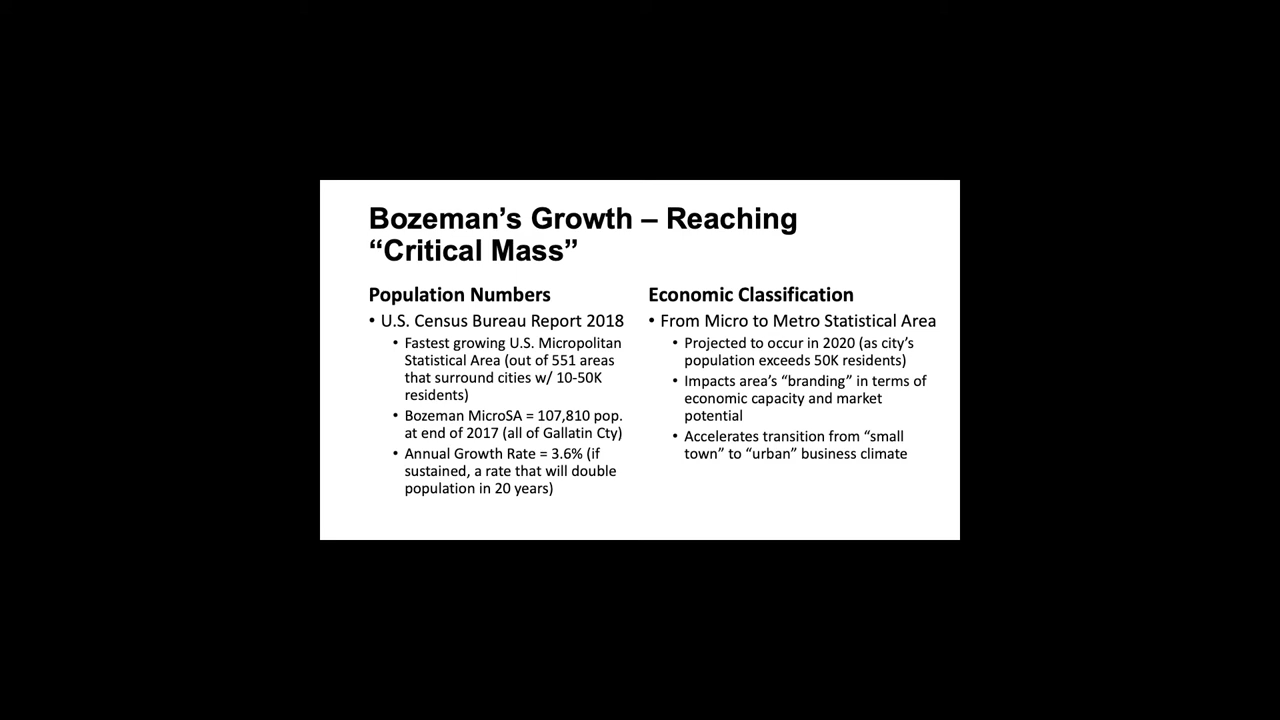 Bozeman's Growth – Reaching
“Critical Mass”
Population Numbers
• U.S. Census Bureau Report 2018
• Fastest growing U.S. Micropolitan
Statistical Area (out of 551 areas
that surround cities w/ 10-50K
residents)
• Bozeman MicroSA = 107,810 pop.
at end of 2017 (all of Gallatin Cty)
• Annual Growth Rate = 3.6% (if
sustained, a rate that will double
population in 20 years)
Economic Classification
• From Micro to Metro Statistical Area
• Projected to occur in 2020 (as city's
population exceeds 50K residents)
• Impacts area's “branding” in terms of
economic capacity and market
potential
• Accelerates transition from “small
town” to “urban” business climate